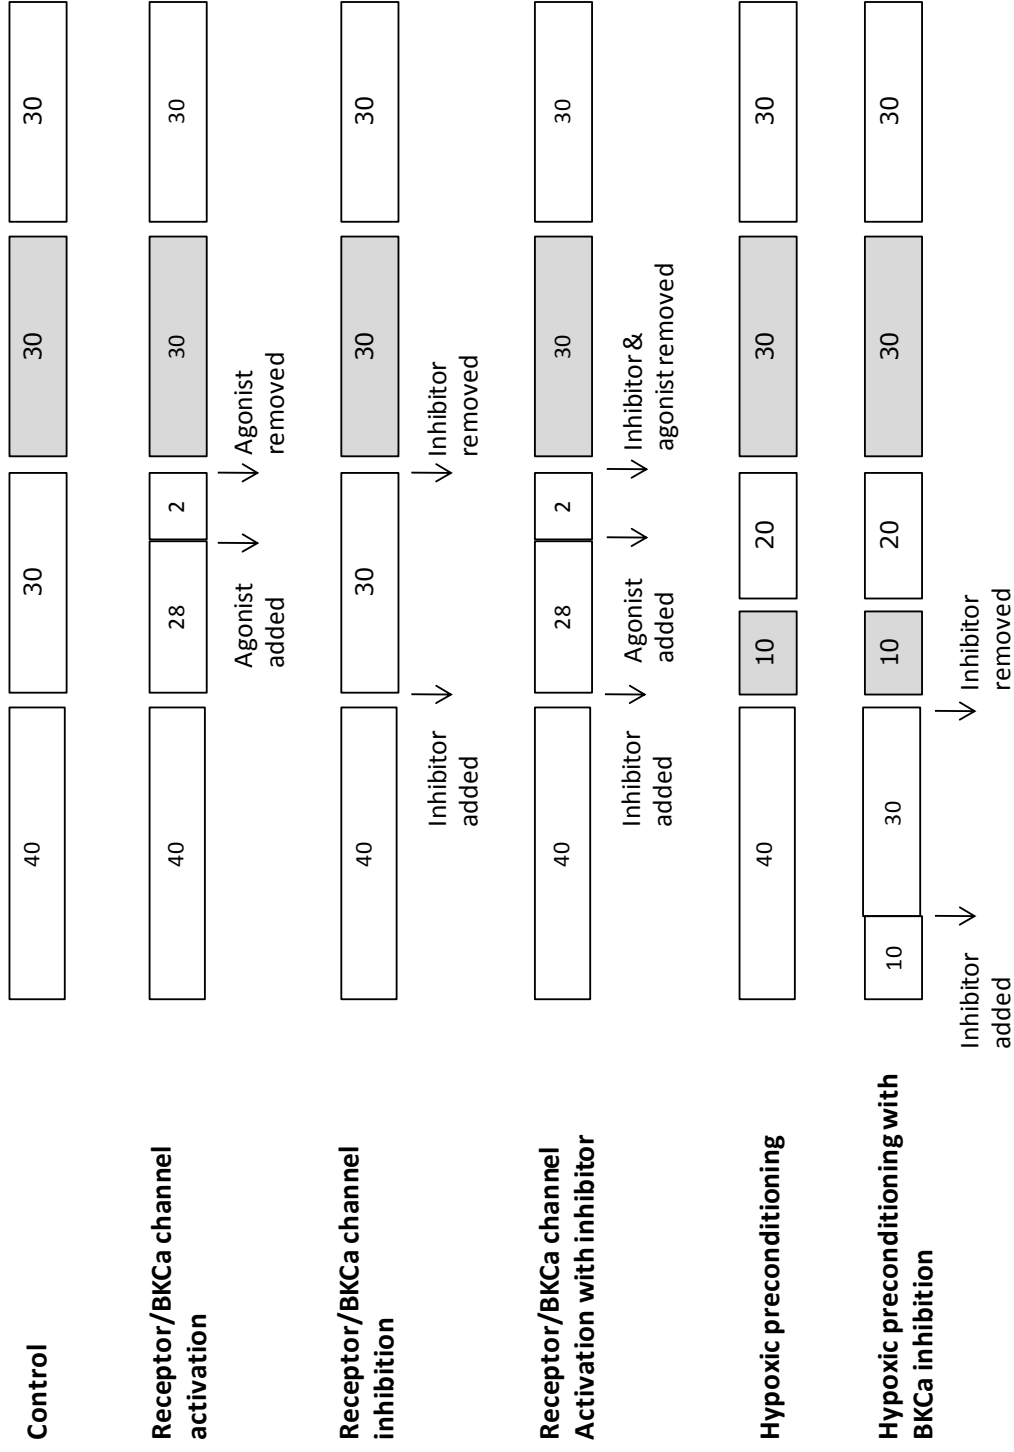 Control
40
30
30
30
Receptor/BKCa channel
activation
40
28
2
30
30
Agonist
added
Agonist
removed
Receptor/BKCa channel
inhibition
40
30
30
30
Inhibitor
added
Inhibitor
removed
Receptor/BKCa channel
Activation with inhibitor
40
28
2
30
30
Inhibitor
added
Agonist
added
Inhibitor &
agonist removed
Hypoxic preconditioning
40
10
20
30
30
Hypoxic preconditioning with
BKCa inhibition
10
30
10
20
30
30
Inhibitor
added
Inhibitor
removed